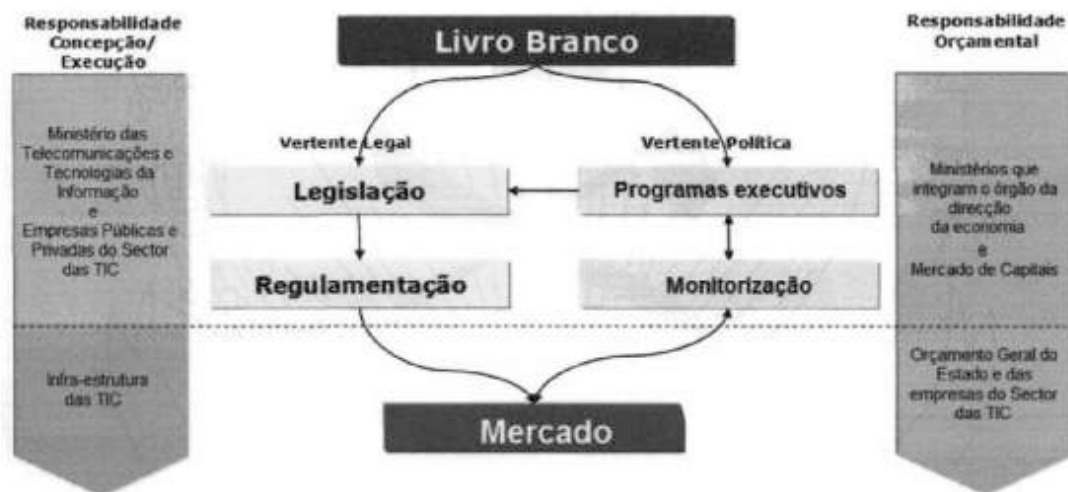 Responsabilidade
Concepção/
Execução
Ministério das
Telecomunicações e
Tecnologias da
Informação
e
Empresas Públicas e
Privadas do Sector
das TIC
Infra-estrutura
das TIC
Livro Branco
Vertente Legal
Vertente Política
Legislação
Programas executivos
Regulamentação
Monitorização
Mercado
Responsabilidade
Orçamental
Ministérios que
integram o órgão da
direcção
da economia
e
Mercado de Capitais
Orçamento Geral do
Estado e das
empresas do Sector
das TIC